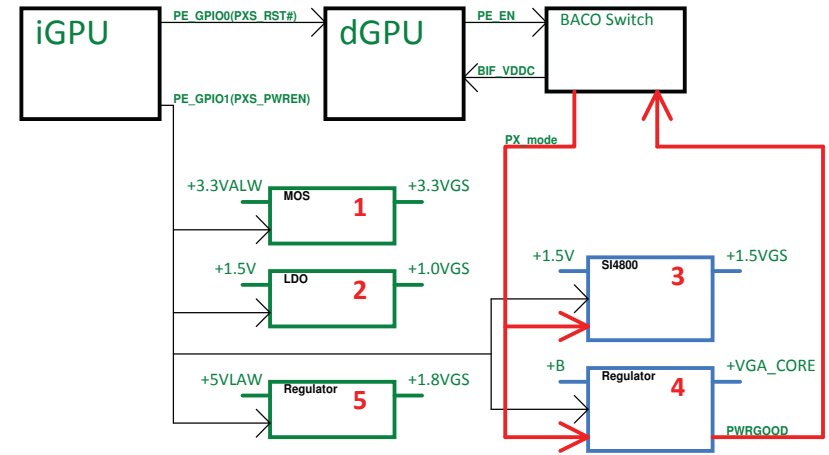 iGPU
PE_GPIO0(PXS_RST#)
dGPU
PE_EN
BACO Switch
BIF_VDDC
PE_GPIO1(PXS_PWREN)
PX_mode
+3.3VALW
MOS
1
+3.3VGS
+1.5V
LDO
2
+1.0VGS
+1.5V
SI4800
3
+1.5VGS
+5VLAW
Regulator
5
+1.8VGS
+B
Regulator
4
+VGA_CORE
PWRGOOD